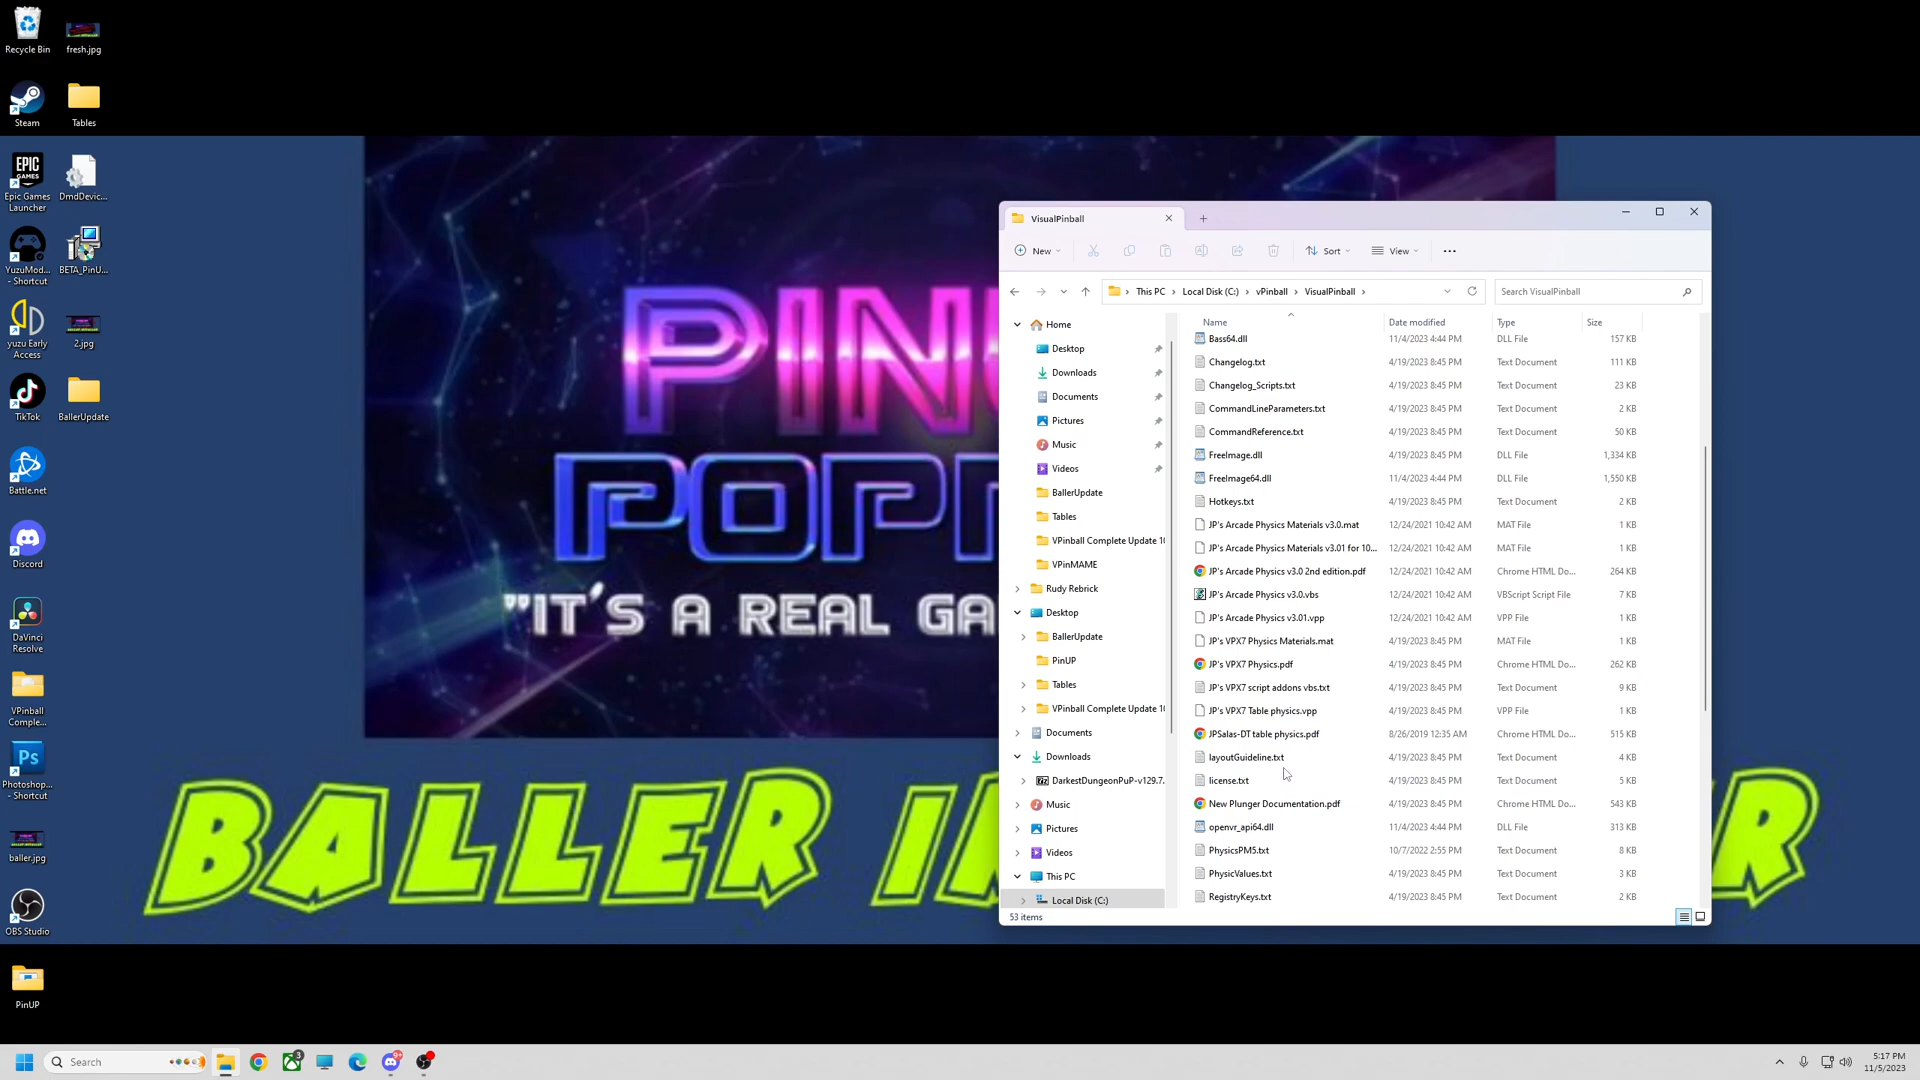 Recycle Bin
fresh.jpg
Steam
Tables
EPIC
GAMES
Epic Games
Launcher
DmdDevic...
YuzuMod...
- Shortcut
BETA_PinU...
yuzu Early
Access
2.jpg
TikTok
BallerUpdate
Battle.net
Discord
DaVinci
Resolve
VPinball
Comple...
Ps
Photoshop...
- Shortcut
baller.jpg
OBS Studio
PinUP
PIN
POP
"IT'S A REAL GA
BALLER IN
R
VisualPinball
New
Sort
View
This PC
Local Disk (C:)
vPinball
VisualPinball
Search VisualPinball
Home
Desktop
Downloads
Documents
Pictures
Music
Videos
BallerUpdate
Tables
VPinball Complete Update 10
VPinMAME
Rudy Rebrick
Desktop
BallerUpdate
PinUP
Tables
VPinball Complete Update 10
Documents
Downloads
DarkestDungeonPuP-v129.7.
Music
Pictures
Videos
This PC
Local Disk (C:)
Name Date modified Type Size
Bass64.dll 11/4/2023 4:44 PM DLL File 157 KB
Changelog.txt 4/19/2023 8:45 PM Text Document 111 KB
Changelog_Scripts.txt 4/19/2023 8:45 PM Text Document 23 KB
CommandLineParameters.txt 4/19/2023 8:45 PM Text Document 2 KB
CommandReference.txt 4/19/2023 8:45 PM Text Document 50 KB
FreeImage.dll 4/19/2023 8:45 PM DLL File 1,334 KB
FreeImage64.dll 11/4/2023 4:44 PM DLL File 1,550 KB
Hotkeys.txt 4/19/2023 8:45 PM Text Document 2 KB
JP's Arcade Physics Materials v3.0.mat 12/24/2021 10:42 AM MAT File 1 KB
JP's Arcade Physics Materials v3.01 for 10... 12/24/2021 10:42 AM MAT File 1 KB
JP's Arcade Physics v3.0 2nd edition.pdf 12/24/2021 10:42 AM Chrome HTML Do... 264 KB
JP's Arcade Physics v3.0.vbs 12/24/2021 10:42 AM VBScript Script File 7 KB
JP's Arcade Physics v3.01.vpp 12/24/2021 10:42 AM VPP File 1 KB
JP's VPX7 Physics Materials.mat 4/19/2023 8:45 PM MAT File 1 KB
JP's VPX7 Physics.pdf 4/19/2023 8:45 PM Chrome HTML Do... 262 KB
JP's VPX7 script addons vbs.txt 4/19/2023 8:45 PM Text Document 9 KB
JP's VPX7 Table physics.vpp 4/19/2023 8:45 PM VPP File 1 KB
JPSalas-DT table physics.pdf 8/26/2019 12:35 AM Chrome HTML Do... 515 KB
layoutGuideline.txt 4/19/2023 8:45 PM Text Document 4 KB
license.txt 4/19/2023 8:45 PM Text Document 5 KB
New Plunger Documentation.pdf 4/19/2023 8:45 PM Chrome HTML Do... 543 KB
openvr_api64.dll 11/4/2023 4:44 PM DLL File 313 KB
PhysicsPM5.txt 10/7/2022 2:55 PM Text Document 8 KB
PhysicValues.txt 4/19/2023 8:45 PM Text Document 3 KB
RegistryKeys.txt 4/19/2023 8:45 PM Text Document 2 KB
53 items
Search
3
9+
5:17 PM
11/5/2023